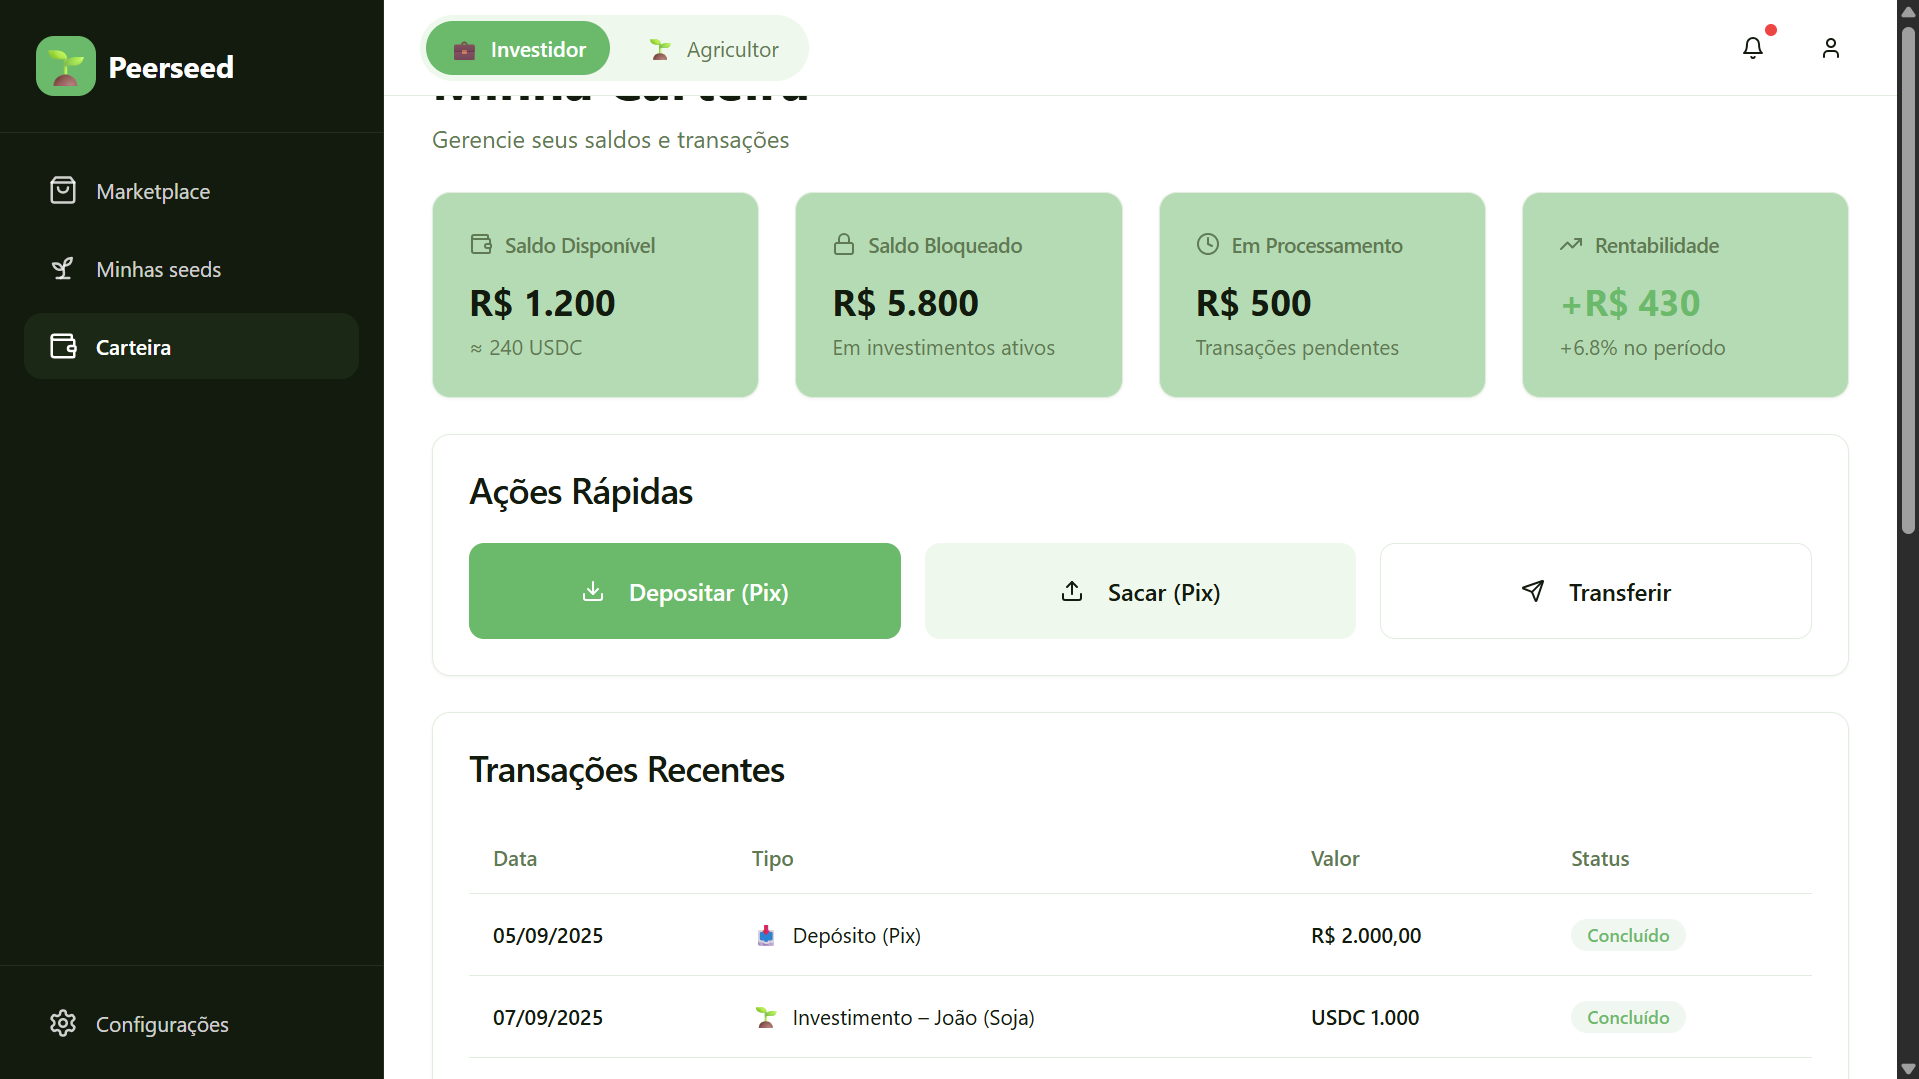 Peerseed
Marketplace
Minhas seeds
Carteira
Configurações
Investidor
Agricultor
Minha Carteira
Gerencie seus saldos e transações
Saldo Disponível
R$ 1.200
≈ 240 USDC
Saldo Bloqueado
R$ 5.800
Em investimentos ativos
Em Processamento
R$ 500
Transações pendentes
Rentabilidade
+R$ 430
+6.8% no período
Ações Rápidas
Depositar (Pix)
Sacar (Pix)
Transferir
Transações Recentes
Data Tipo Valor Status
05/09/2025 Depósito (Pix) R$ 2.000,00 Concluído
07/09/2025 Investimento – João (Soja) USDC 1.000 Concluído